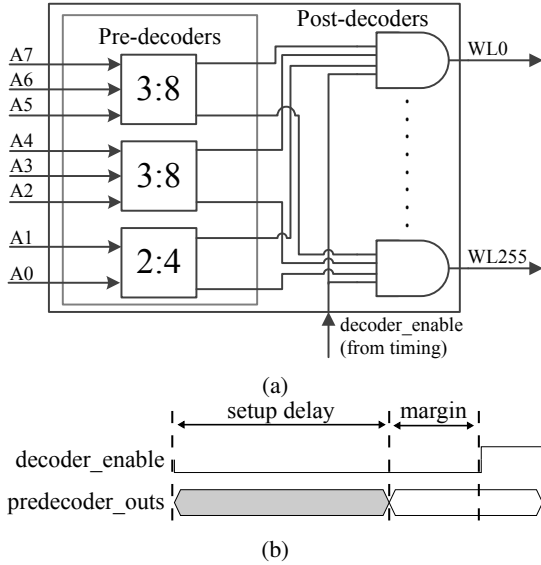 Pre-decoders
Post-decoders
A7
A6
A5
3:8
WL0
A4
A3
A2
3:8
A1
A0
2:4
WL255
decoder_enable
(from timing)
(a)
setup delay
margin
decoder_enable
predecoder_outs
(b)